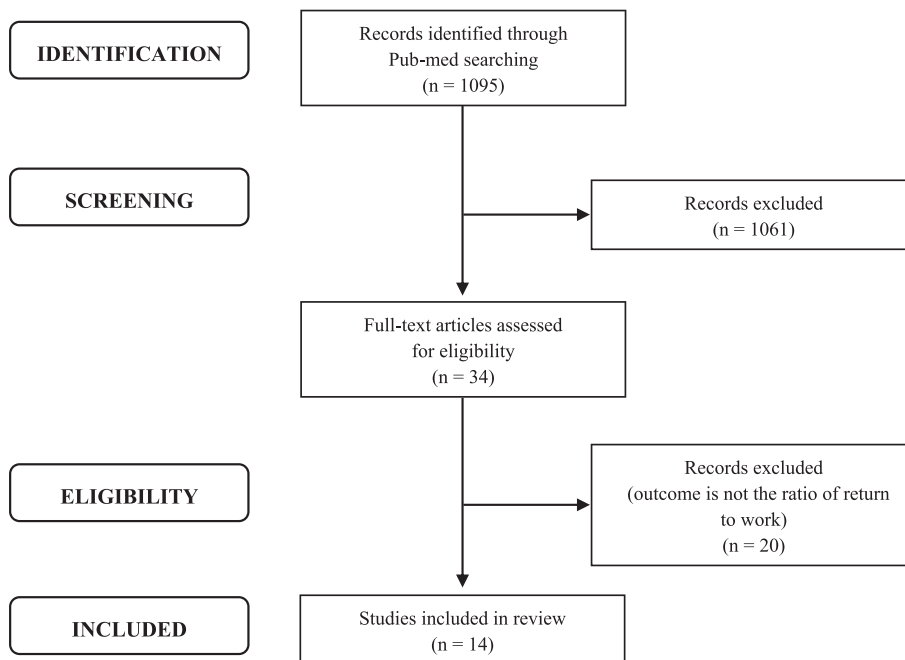 IDENTIFICATION
Records identified through
Pub-med searching
(n = 1095)
SCREENING
Records excluded
(n = 1061)
Full-text articles assessed
for eligibility
(n = 34)
ELIGIBILITY
Records excluded
(outcome is not the ratio of return
to work)
(n = 20)
INCLUDED
Studies included in review
(n = 14)